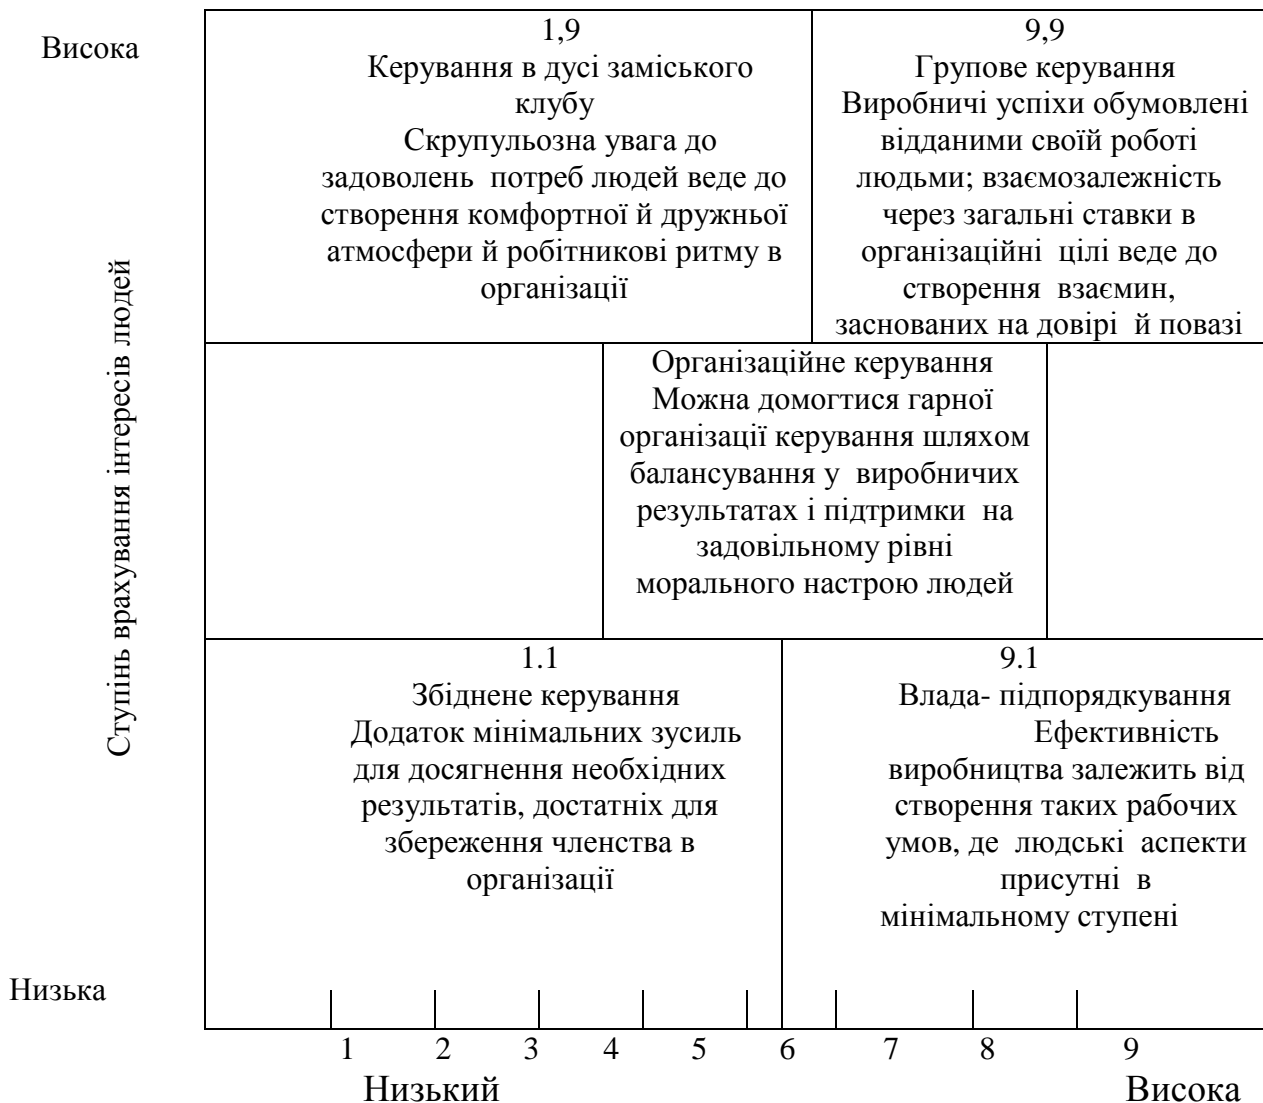 Висока
1,9
Керування в дусі заміського
клубу
Скрупульозна увага до
задоволень потреб людей веде до
створення комфортної й дружньої
атмосфери й робітникові ритму в
організації
9,9
Групове керування
Виробничі успіхи обумовлені
відданими своїй роботі
людьми; взаємозалежність
через загальні ставки в
організаційні цілі веде до
створення взаємин,
заснованих на довірі й повазі
Ступінь врахування інтересів людей
Організаційне керування
Можна домогтися гарної
організації керування шляхом
балансування у виробничих
результатах і підтримки на
задовільному рівні
морального настрою людей
1.1
Збіднене керування
Додаток мінімальних зусиль
для досягнення необхідних
результатів, достатніх для
збереження членства в
організації
9.1
Влада- підпорядкування
Ефективність
виробництва залежить від
створення таких рабочих
умов, де людські аспекти
присутні в
мінімальному ступені
Низька
1 2 3 4 5 6 7 8 9
Низький Висока